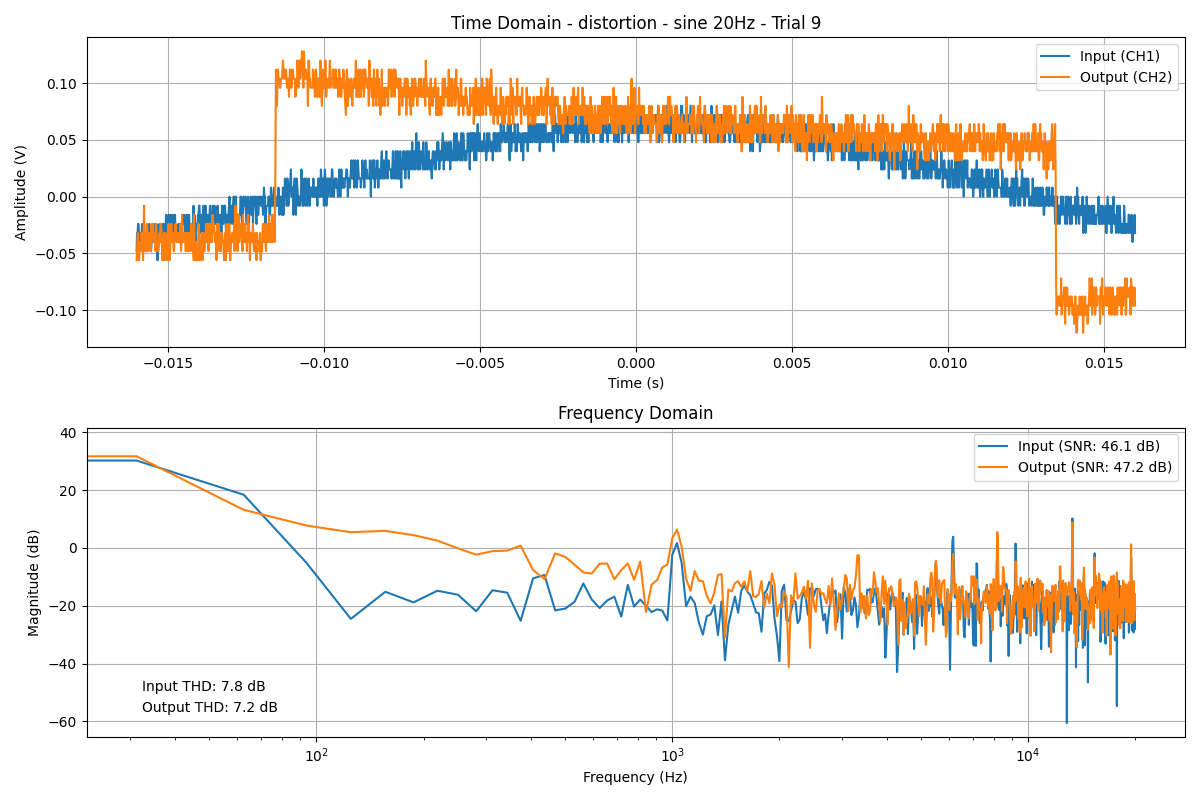 Time Domain - distortion - sine 20Hz - Trial 9
Amplitude (V)
0.10
0.05
0.00
−0.05
−0.10
Input (CH1)
Output (CH2)
−0.015
−0.010
−0.005
0.000
0.005
0.010
0.015
Time (s)
Frequency Domain
Magnitude (dB)
40
20
0
−20
−40
−60
Input (SNR: 46.1 dB)
Output (SNR: 47.2 dB)
Input THD: 7.8 dB
Output THD: 7.2 dB
10²
10³
10⁴
Frequency (Hz)